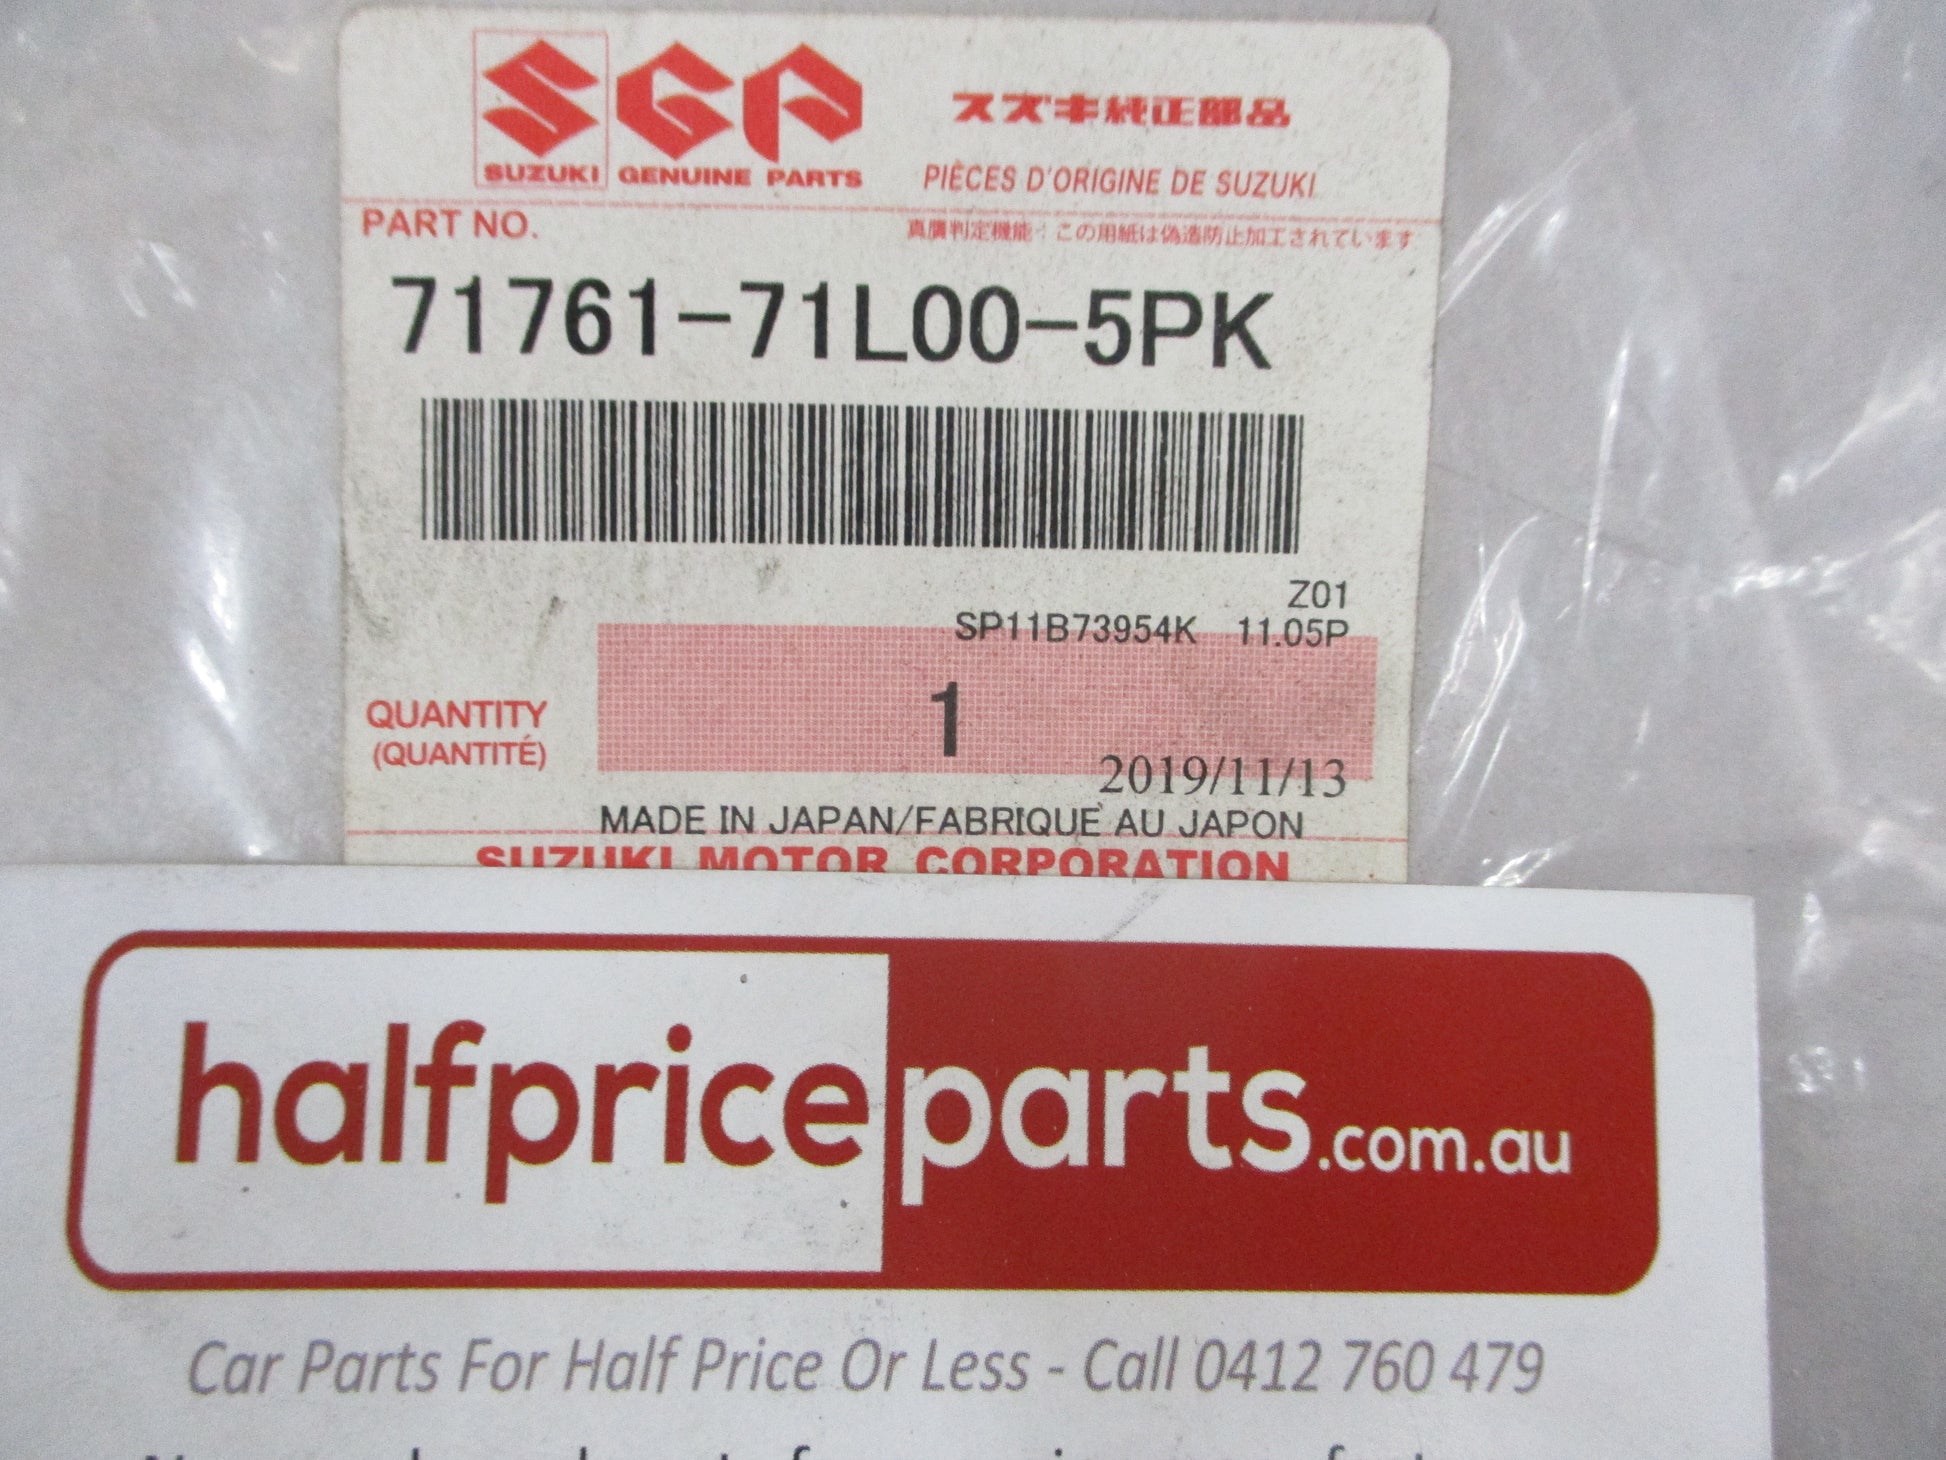 SGP
スズキ純正部品
SUZUKI GENUINE PARTS
PIÈCES D'ORIGINE DE SUZUKI
PART NO.
真贋判定機能：この用紙は偽造防止加工されています
71761-71L00-5PK
Z01
SP11B73954K 11.05P
QUANTITY
(QUANTITÉ)
1
2019/11/13
MADE IN JAPAN/FABRIQUE AU JAPON
SUZUKI MOTOR CORPORATION
halfpriceparts.com.au
Car Parts For Half Price Or Less - Call 0412 760 479